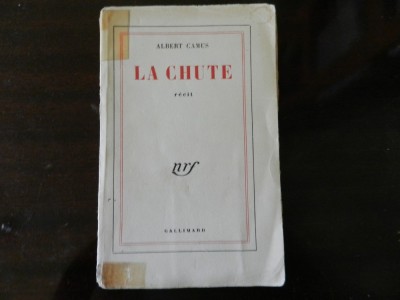 ALBERT CAMUS
LA CHUTE
récit
nrf
GALLIMARD